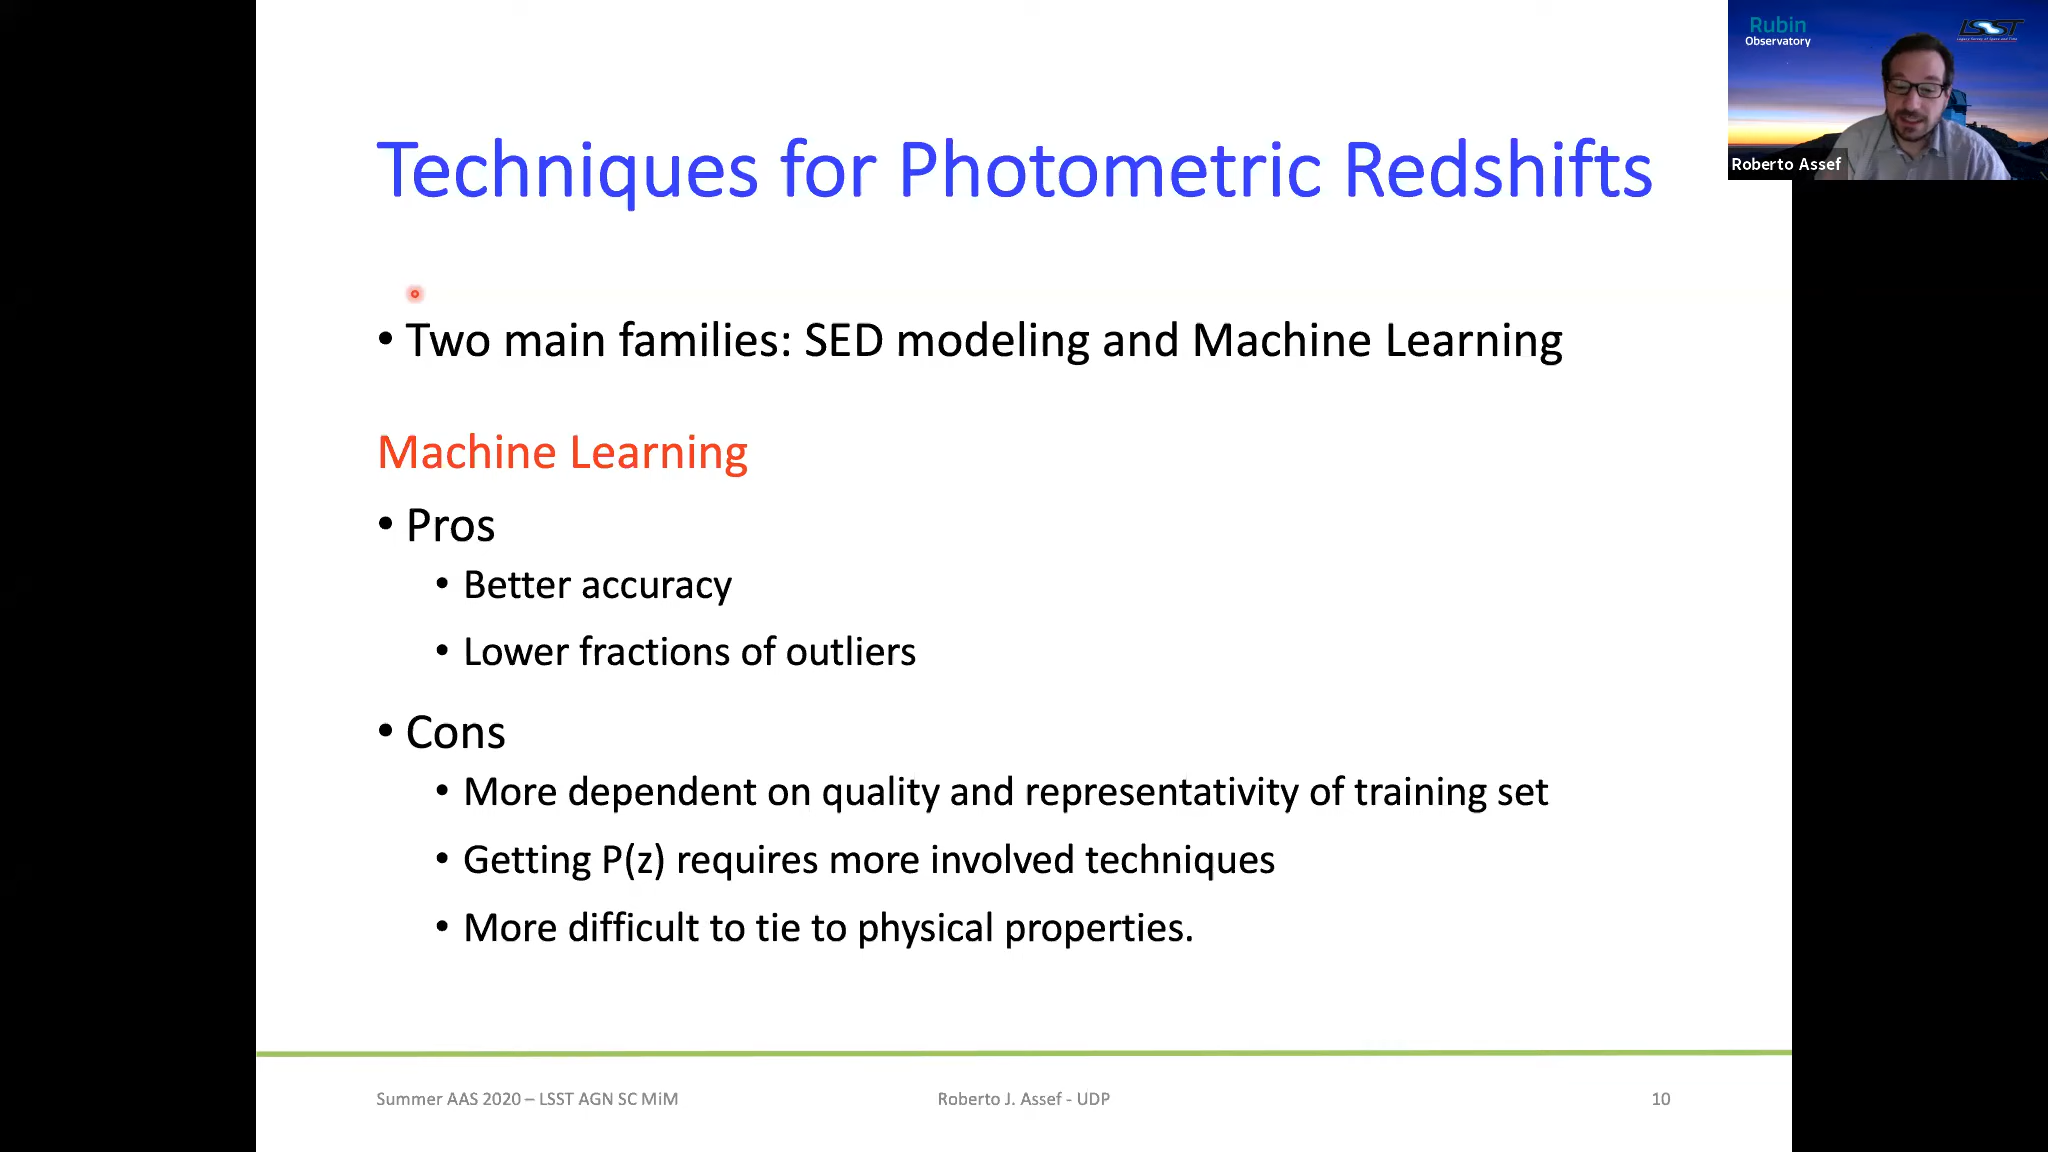 Rubin
Observatory
LSST
Roberto Assef
Techniques for Photometric Redshifts
• Two main families: SED modeling and Machine Learning
Machine Learning
• Pros
• Better accuracy
• Lower fractions of outliers
• Cons
• More dependent on quality and representativity of training set
• Getting P(z) requires more involved techniques
• More difficult to tie to physical properties.
Summer AAS 2020 – LSST AGN SC MiM
Roberto J. Assef - UDP
10